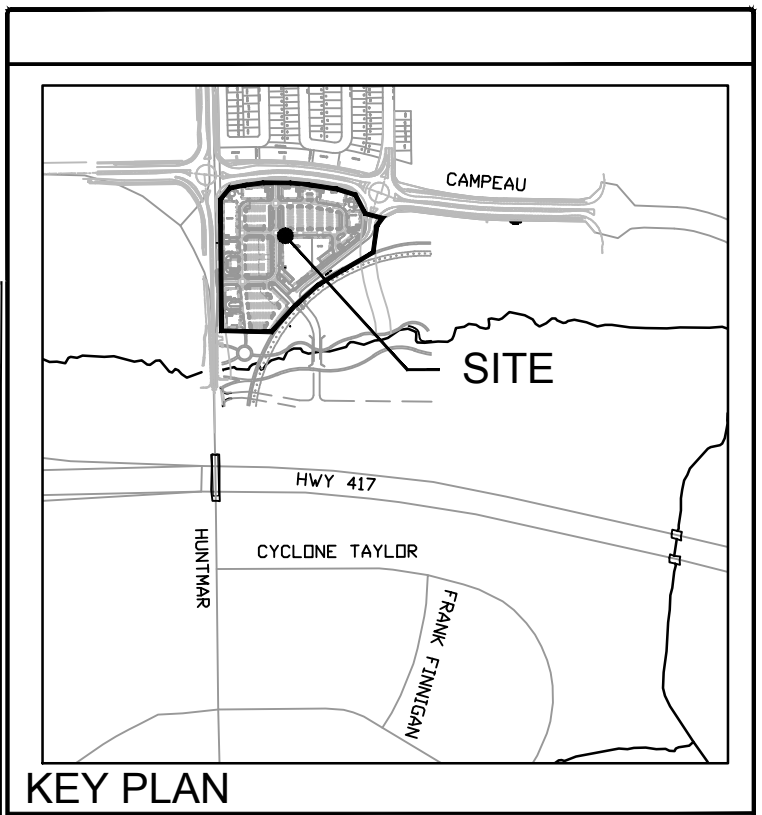 CAMPEAU
SITE
HWY 417
HUNTMAR
CYCLONE TAYLOR
FRANK FINNIGAN
KEY PLAN